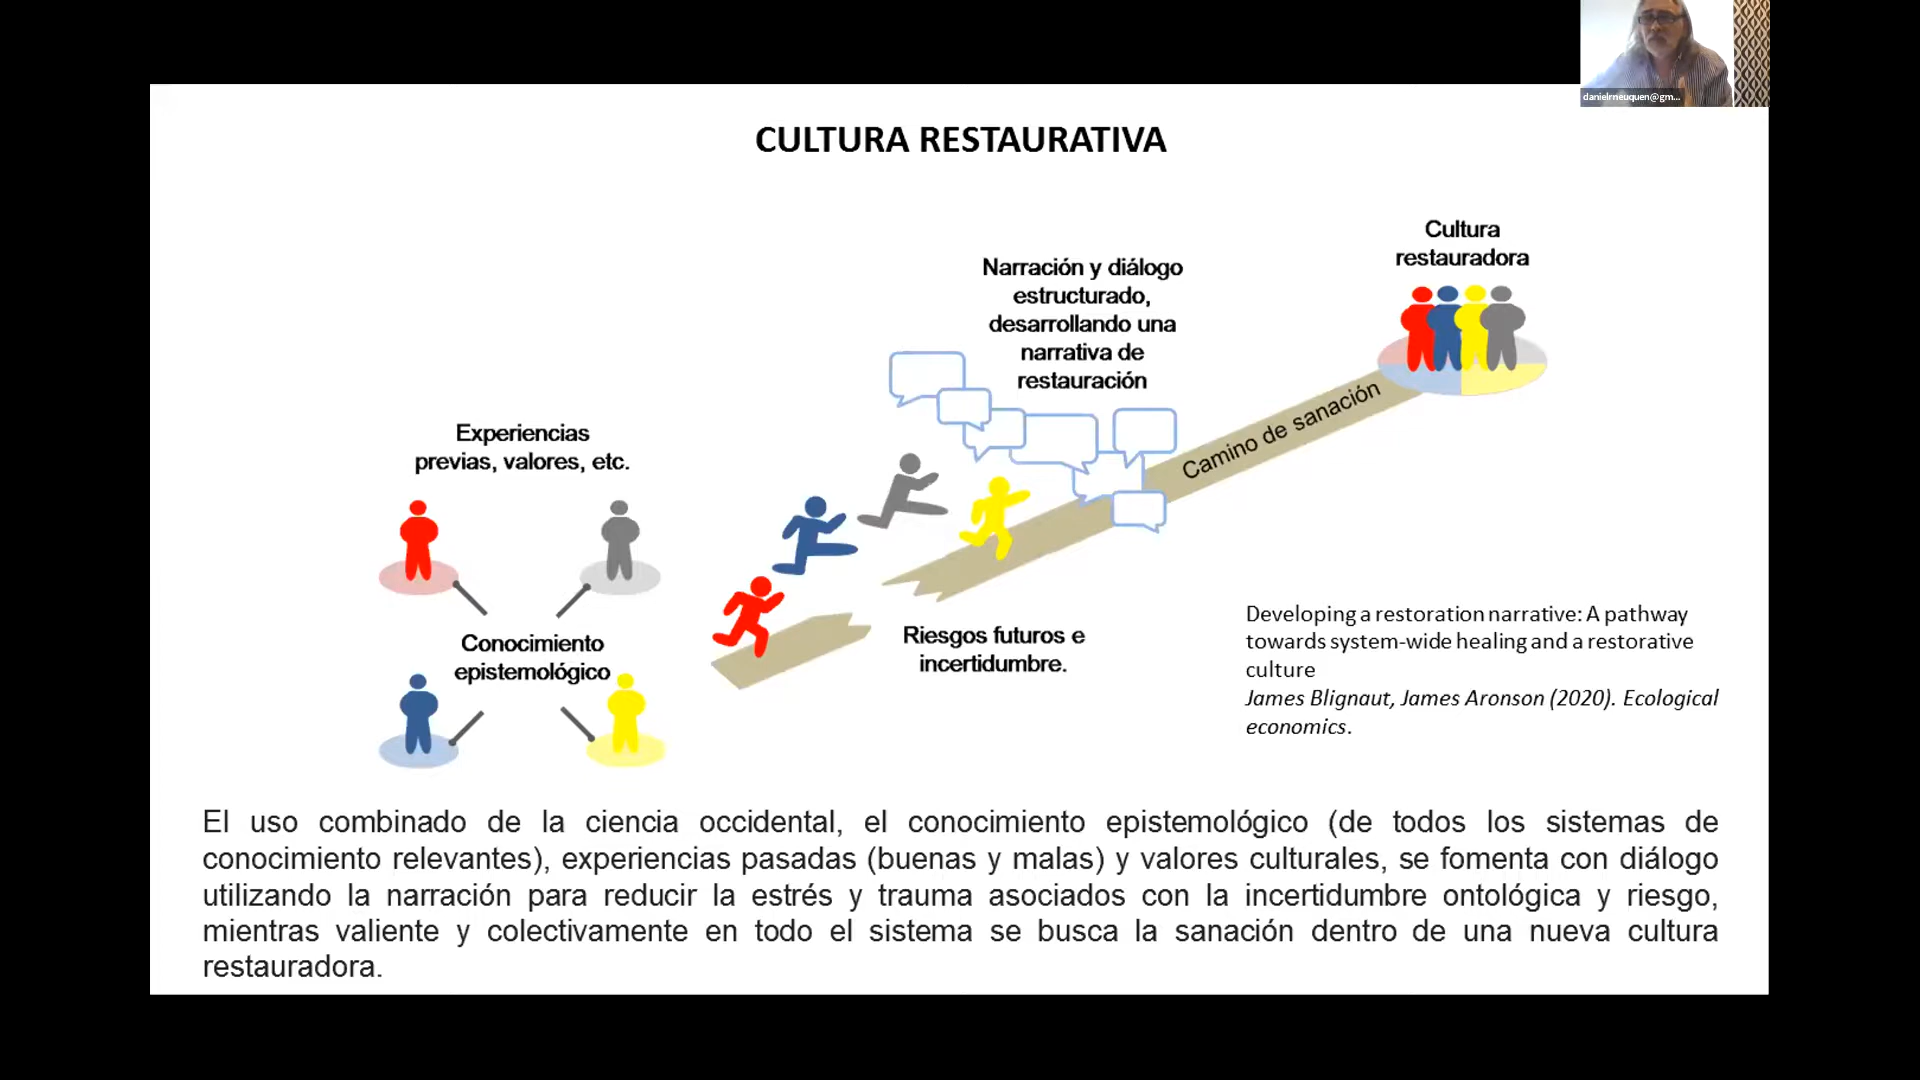 danielrneuquen@gm...
CULTURA RESTAURATIVA
Cultura
restauradora
Narración y diálogo
estructurado,
desarrollando una
narrativa de
restauración
Camino de sanación
Experiencias
previas, valores, etc.
Conocimiento
epistemológico
Riesgos futuros e
incertidumbre.
Developing a restoration narrative: A pathway
towards system-wide healing and a restorative
culture
James Blignaut, James Aronson (2020). Ecological
economics.
El uso combinado de la ciencia occidental, el conocimiento epistemológico (de todos los sistemas de
conocimiento relevantes), experiencias pasadas (buenas y malas) y valores culturales, se fomenta con diálogo
utilizando la narración para reducir la estrés y trauma asociados con la incertidumbre ontológica y riesgo,
mientras valiente y colectivamente en todo el sistema se busca la sanación dentro de una nueva cultura
restauradora.